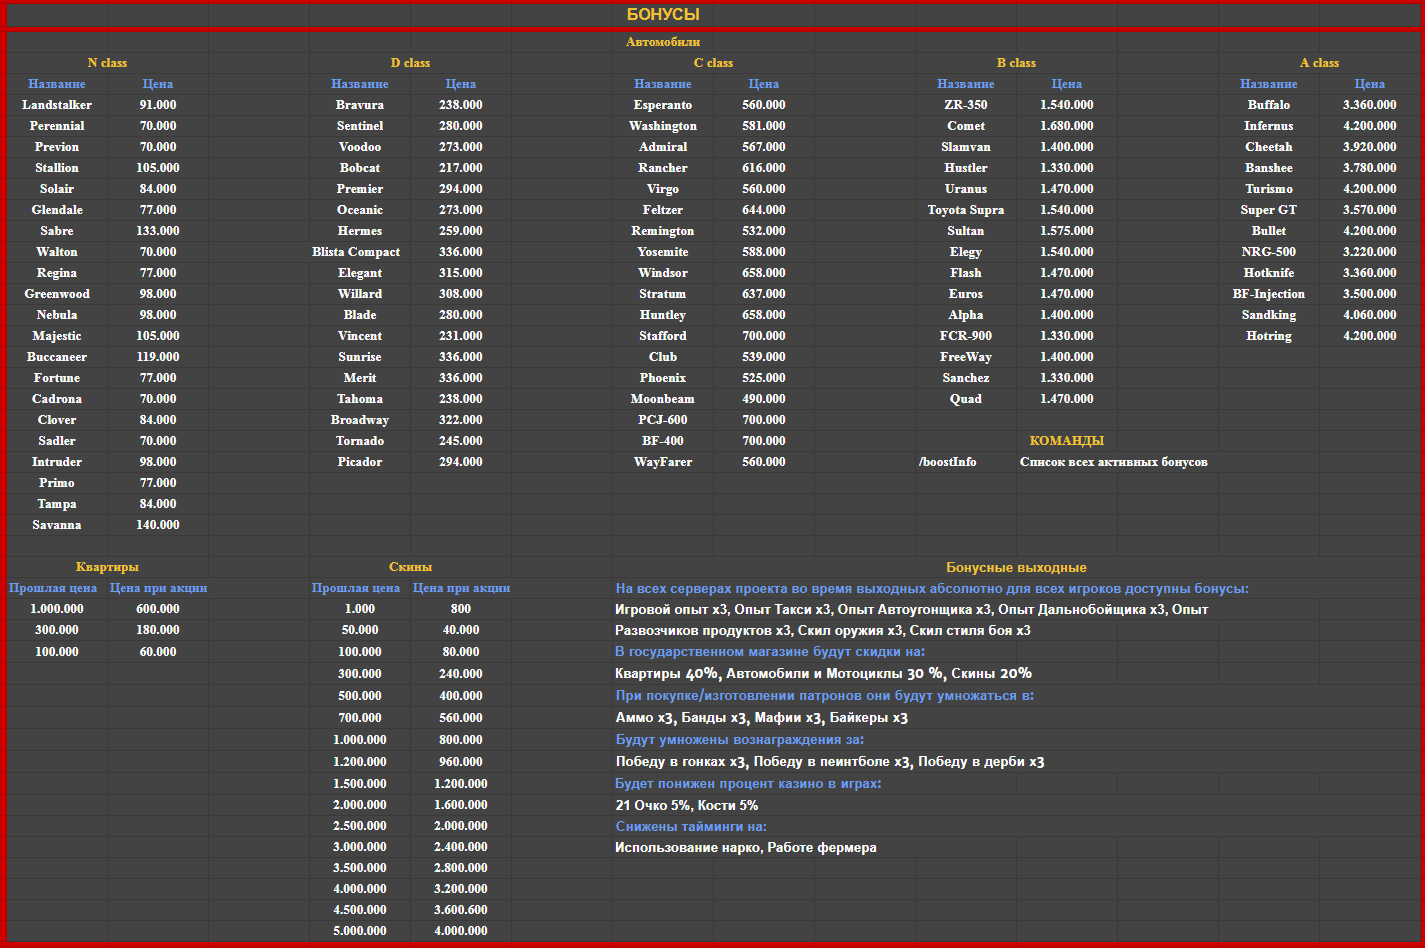 БОНУСЫ
Автомобили
N class D class C class B class A class
Название Цена Название Цена Название Цена Название Цена Название Цена
Landstalker 91.000 Bravura 238.000 Esperanto 560.000 ZR-350 1.540.000 Buffalo 3.360.000
Perennial 70.000 Sentinel 280.000 Washington 581.000 Comet 1.680.000 Infernus 4.200.000
Previon 70.000 Voodoo 273.000 Admiral 567.000 Slamvan 1.400.000 Cheetah 3.920.000
Stallion 105.000 Bobcat 217.000 Rancher 616.000 Hustler 1.330.000 Banshee 3.780.000
Solair 84.000 Premier 294.000 Virgo 560.000 Uranus 1.470.000 Turismo 4.200.000
Glendale 77.000 Oceanic 273.000 Feltzer 644.000 Toyota Supra 1.540.000 Super GT 3.570.000
Sabre 133.000 Hermes 259.000 Remington 532.000 Sultan 1.575.000 Bullet 4.200.000
Walton 70.000 Blista Compact 336.000 Yosemite 588.000 Elegy 1.540.000 NRG-500 3.220.000
Regina 77.000 Elegant 315.000 Windsor 658.000 Flash 1.470.000 Hotknife 3.360.000
Greenwood 98.000 Willard 308.000 Stratum 637.000 Euros 1.470.000 BF-Injection 3.500.000
Nebula 98.000 Blade 280.000 Huntley 658.000 Alpha 1.400.000 Sandking 4.060.000
Majestic 105.000 Vincent 231.000 Stafford 700.000 FCR-900 1.330.000 Hotring 4.200.000
Buccaneer 119.000 Sunrise 336.000 Club 539.000 FreeWay 1.400.000
Fortune 77.000 Merit 336.000 Phoenix 525.000 Sanchez 1.330.000
Cadrona 70.000 Tahoma 238.000 Moonbeam 490.000 Quad 1.470.000
Clover 84.000 Broadway 322.000 PCJ-600 700.000
Sadler 70.000 Tornado 245.000 BF-400 700.000 КОМАНДЫ
Intruder 98.000 Picador 294.000 WayFarer 560.000 /boostInfo Список всех активных бонусов
Primo 77.000
Tampa 84.000
Savanna 140.000
Квартиры Скины Бонусные выходные
Прошлая цена Цена при акции Прошлая цена Цена при акции На всех серверах проекта во время выходных абсолютно для всех игроков доступны бонусы:
1.000.000 600.000 1.000 800 Игровой опыт x3, Опыт Такси x3, Опыт Автоугонщика x3, Опыт Дальнобойщика x3, Опыт
300.000 180.000 50.000 40.000 Развозчиков продуктов x3, Скил оружия x3, Скил стиля боя x3
100.000 60.000 100.000 80.000 В государственном магазине будут скидки на:
300.000 240.000 Квартиры 40%, Автомобили и Мотоциклы 30 %, Скины 20%
500.000 400.000 При покупке/изготовлении патронов они будут умножаться в:
700.000 560.000 Аммо x3, Банды x3, Мафии x3, Байкеры x3
1.000.000 800.000 Будут умножены вознаграждения за:
1.200.000 960.000 Победу в гонках x3, Победу в пеинтболе x3, Победу в дерби x3
1.500.000 1.200.000 Будет понижен процент казино в играх:
2.000.000 1.600.000 21 Очко 5%, Кости 5%
2.500.000 2.000.000 Снижены тайминги на:
3.000.000 2.400.000 Использование нарко, Работе фермера
3.500.000 2.800.000
4.000.000 3.200.000
4.500.000 3.600.600
5.000.000 4.000.000